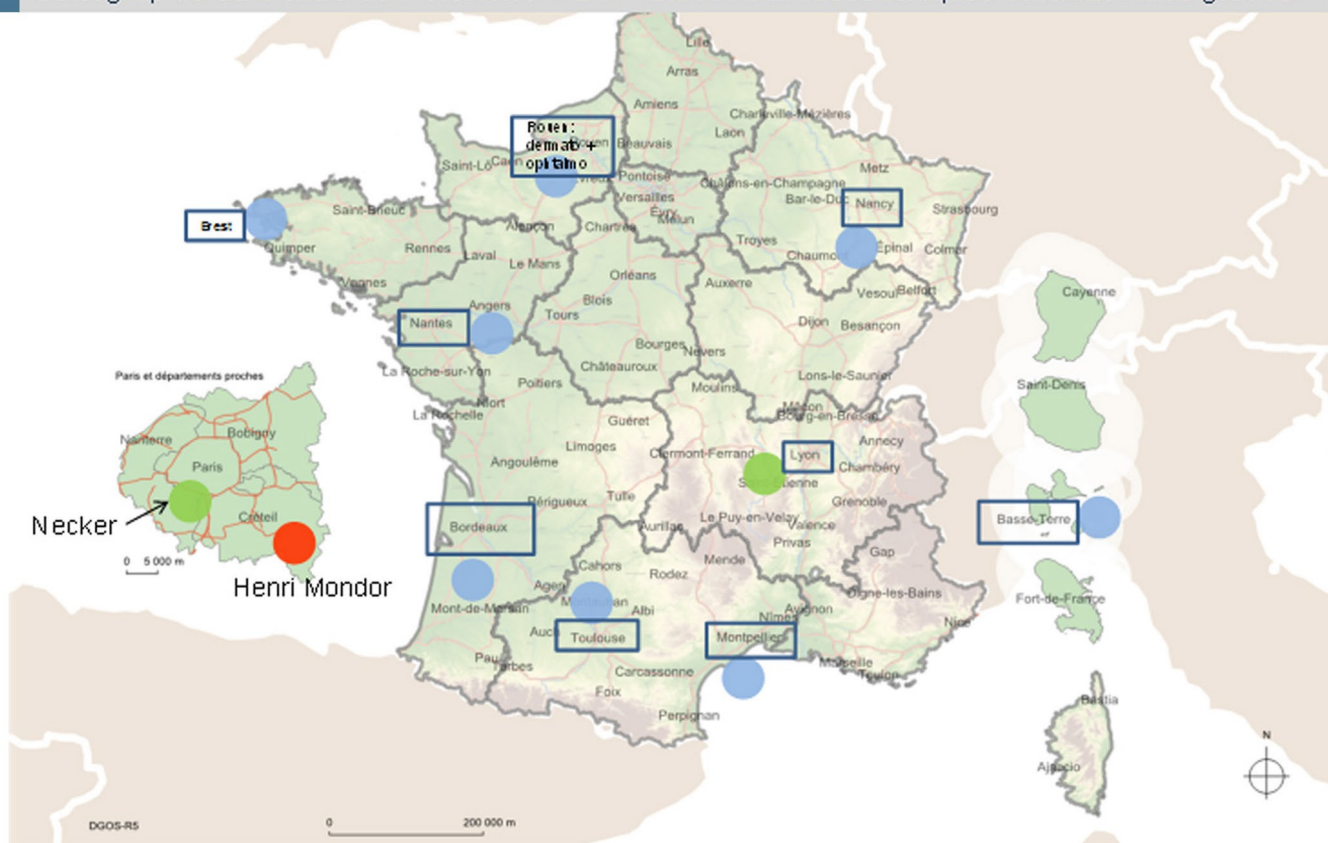 Lille
Arras
Amiens
Charleville-Mézières
Laon
Rouen :
dermato +
ophtalmo
Rouen
Beauvais
Saint-Lô
Caen
Pontoise
Metz
Châlons-en-Champagne
Bar-le-Duc
Nancy
Strasbourg
Versailles
Évry
Melun
Brest
Saint-Brieuc
Alençon
Chartres
Troyes
Chaumo
Épinal
Colmar
Quimper
Rennes
Laval
Le Mans
Orléans
Auxerre
Vesoul
Belfort
Cayenne
Vannes
Angers
Blois
Tours
Nantes
Dijon
Besançon
Bourges
Nevers
La Roche-sur-Yon
Châteauroux
Lons-le-Saunier
Paris et départements proches
Poitiers
Moulins
Saint-Denis
Niort
La Rochelle
Mâcon
Bourg-en-Bresse
Guéret
Nanterre
Bobigny
Limoges
Clermont-Ferrand
Lyon
Annecy
Paris
Angoulême
Chambéry
Saint-Étienne
Périgueux
Tulle
Grenoble
Necker
Créteil
Bordeaux
Aurillac
Le Puy-en-Velay
Valence
Basse-Terre
Privas
Gap
0
5 000 m
Mende
Cahors
Rodez
Henri Mondor
Agen
Digne-les-Bains
Fort-de-France
Mont-de-Marsan
Montauban
Albi
Avignon
Nîmes
Nice
Auch
Toulouse
Montpellier
Pau
Tarbes
Carcassonne
Marseille
Toulon
Foix
Perpignan
Bastia
N
Ajaccio
DGOS-R5
0
200 000 m